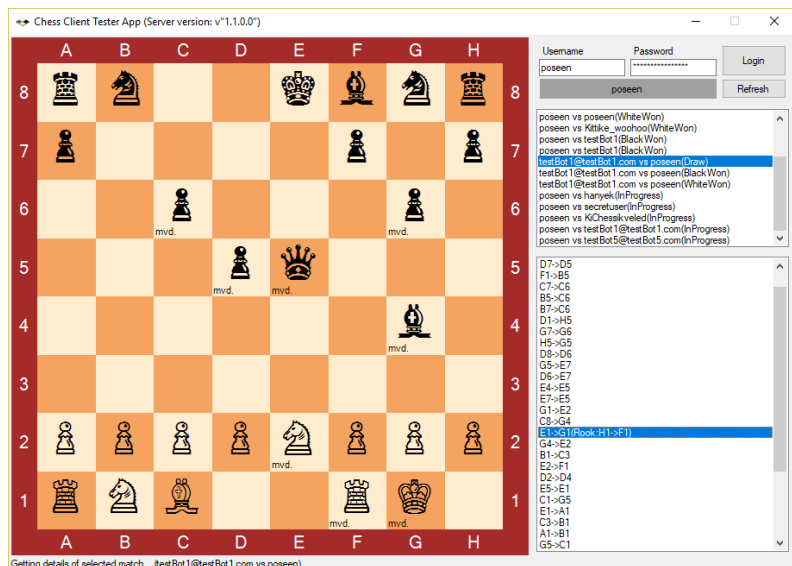 Chess Client Tester App (Server version: v"1.1.0.0")
A B C D E F G H
Username Password
poseen **************** Login
poseen Refresh
8 8
7 7
6 6
mvd. mvd.
5 5
mvd. mvd.
4 4
mvd.
3 3
2 2
mvd.
1 1
mvd. mvd.
A B C D E F G H
poseen vs poseen(WhiteWon)
poseen vs Kittike_woohoo(WhiteWon)
poseen vs testBot1(BlackWon)
poseen vs testBot1(BlackWon)
testBot1@testBot1.com vs poseen(Draw)
testBot1@testBot1.com vs poseen(BlackWon)
testBot1@testBot1.com vs poseen(WhiteWon)
poseen vs hanyek(InProgress)
poseen vs secretuser(InProgress)
poseen vs KiChessikveled(InProgress)
poseen vs testBot1@testBot1.com(InProgress)
poseen vs testBot5@testBot5.com(InProgress)
D7->D5
F1->B5
C7->C6
B5->C6
B7->C6
D1->H5
G7->G6
H5->G5
D8->D6
G5->E7
D6->E7
E4->E5
E7->E5
G1->E2
C8->G4
E1->G1(Rook:H1->F1)
G4->E2
B1->C3
E2->F1
D2->D4
E5->E1
C1->G5
E1->A1
C3->B1
A1->B1
G5->C1
Getting details of selected match... (testBot1@testBot1.com vs poseen)